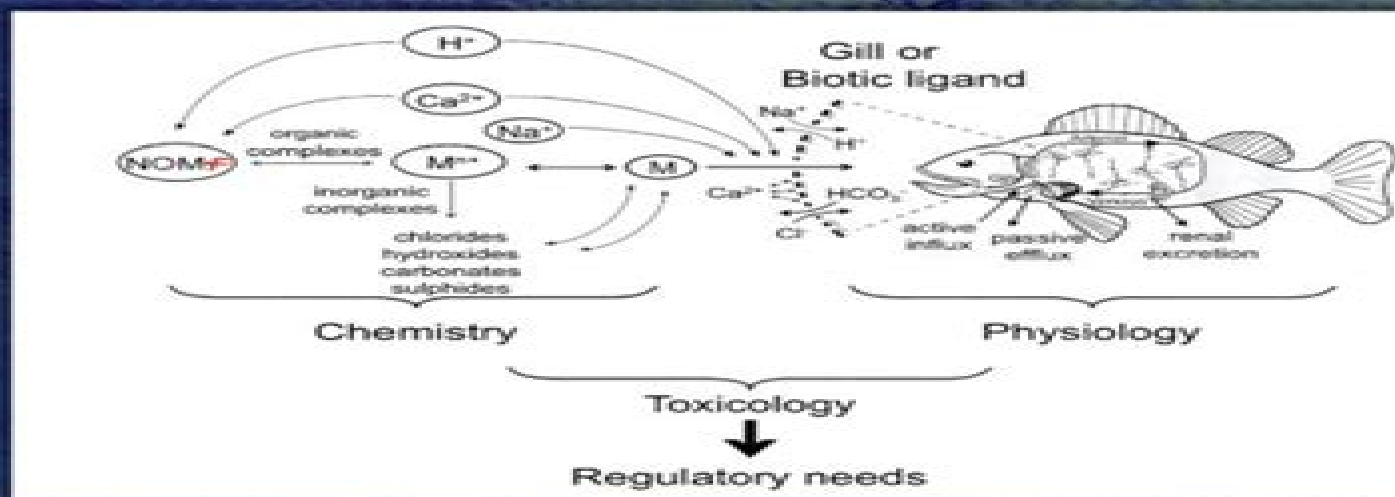 H⁺
Gill or
Biotic ligand
Ca²⁺
Na⁺
Na⁺
H⁺
organic
complexes
Mⁿ⁺
M
inorganic
complexes
Ca²⁺
HCO₃⁻
Cl⁻
chlorides
hydroxides
carbonates
sulphides
active
influx
passive
efflux
renal
excretion
Chemistry
Physiology
Toxicology
Regulatory needs